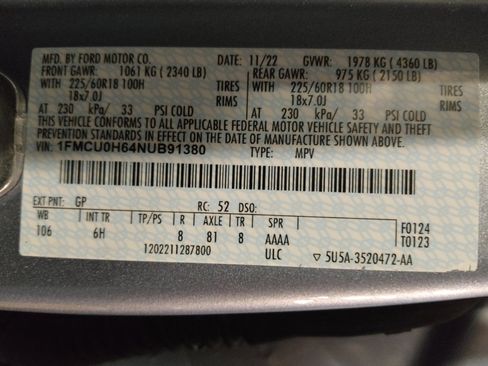 MFD. BY FORD MOTOR CO. 11/22 GVWR: 1978 KG (4360 LB)
FRONT GAWR: 1061 KG (2340 LB) REAR GAWR: 975 KG (2150 LB)
WITH 225/60R18 100H TIRES WITH 225/60R18 100H TIRES
18x7.0J RIMS 18x7.0J RIMS
AT 230 kPa/ 33 PSI COLD AT 230 kPa/ 33 PSI COLD
THIS VEHICLE CONFORMS TO ALL APPLICABLE FEDERAL MOTOR VEHICLE SAFETY AND THEFT
PREVENTION STANDARDS IN EFFECT ON THE DATE OF MANUFACTURE SHOWN ABOVE.
VIN: 1FMCU0H64NUB91380 TYPE: MPV
EXT PNT: GP RC: 52 DSO:
WB INT TR TP/PS R AXLE TR SPR F0124
106 6H 8 81 8 AAAA T0123
1202211287800 ULC ▽ 5U5A-3520472-AA